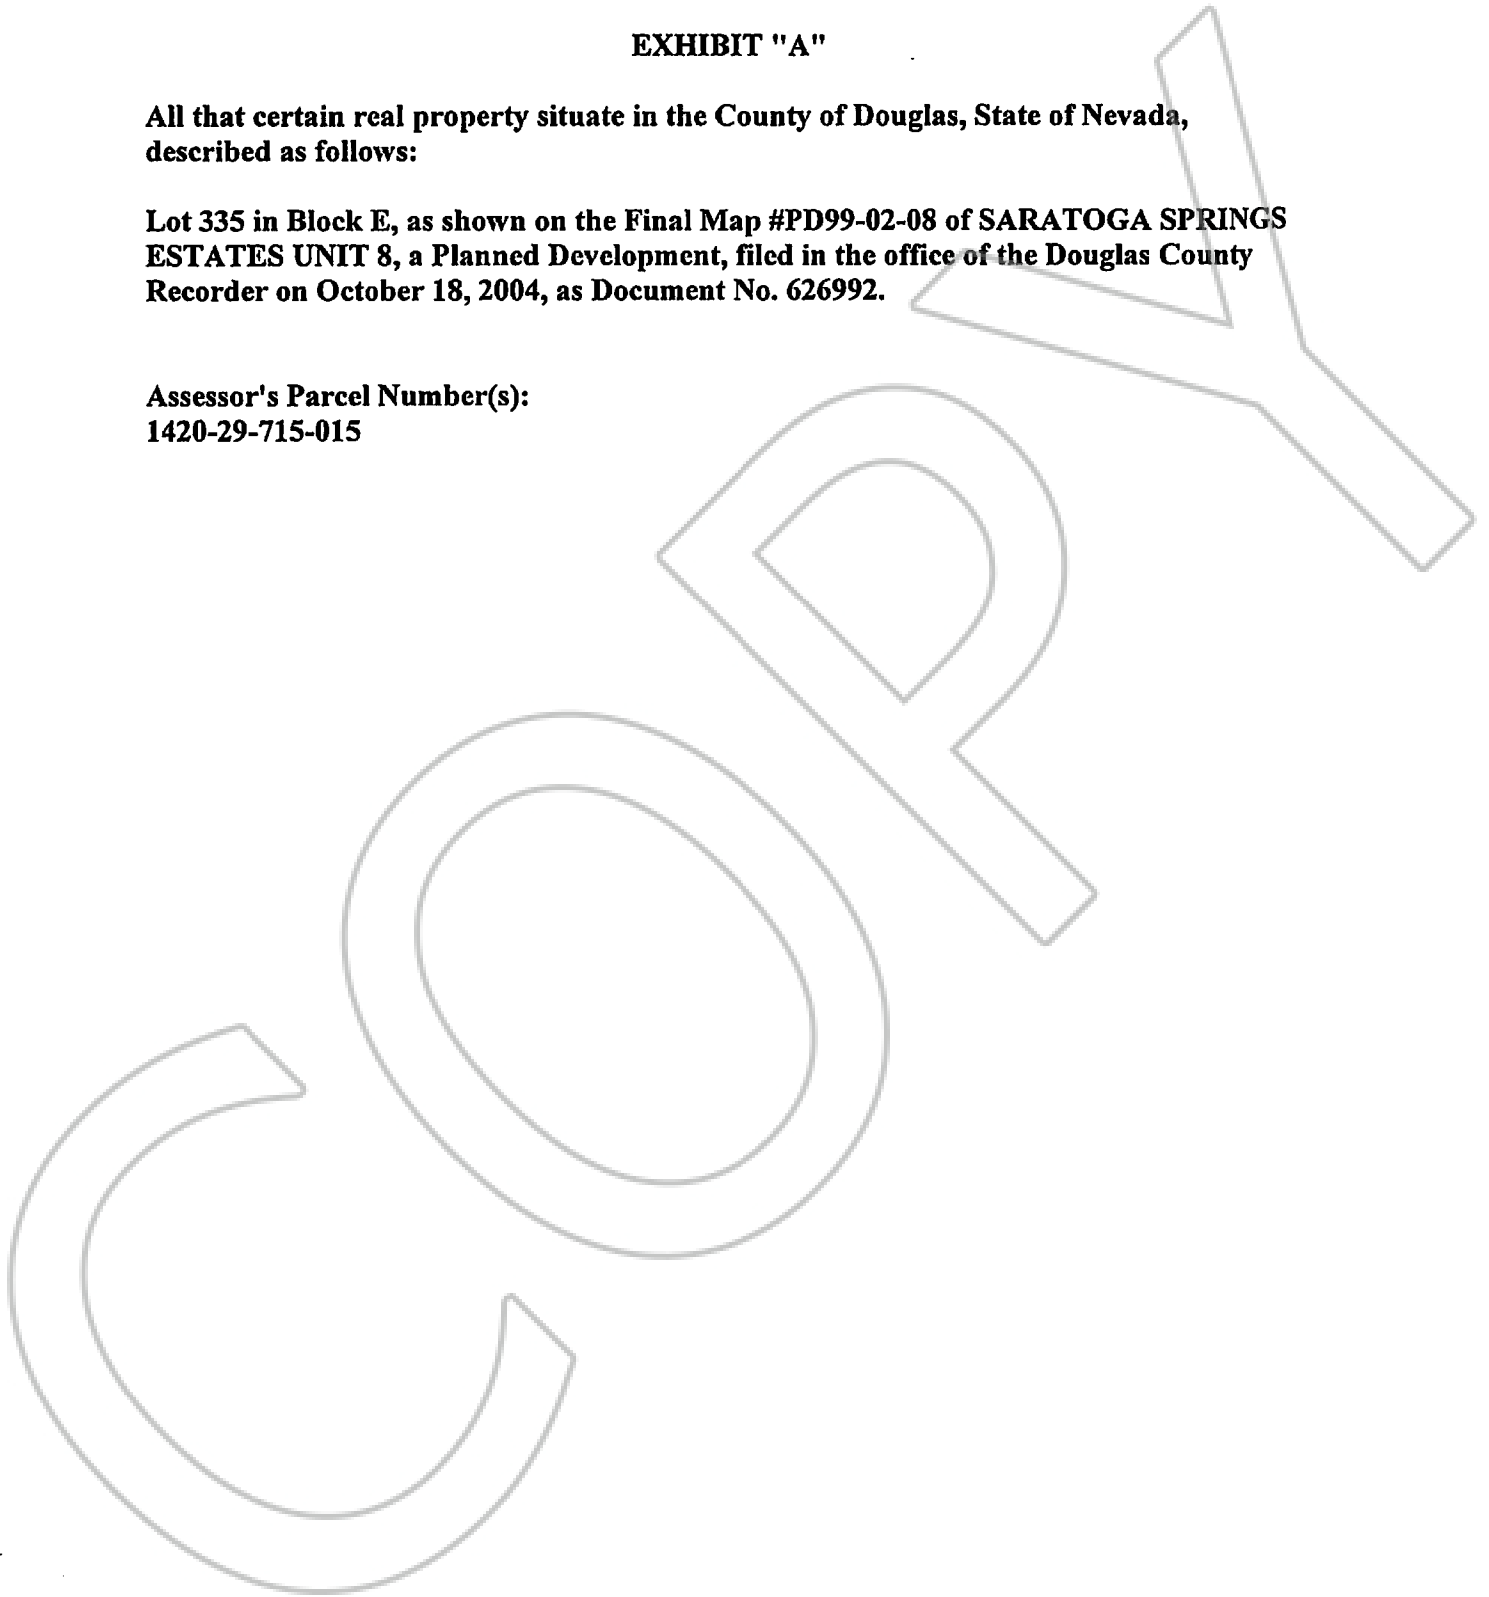 EXHIBIT "A"
All that certain real property situate in the County of Douglas, State of Nevada,
described as follows:
Lot 335 in Block E, as shown on the Final Map #PD99-02-08 of SARATOGA SPRINGS
ESTATES UNIT 8, a Planned Development, filed in the office of the Douglas County
Recorder on October 18, 2004, as Document No. 626992.
Assessor's Parcel Number(s):
1420-29-715-015
COPY